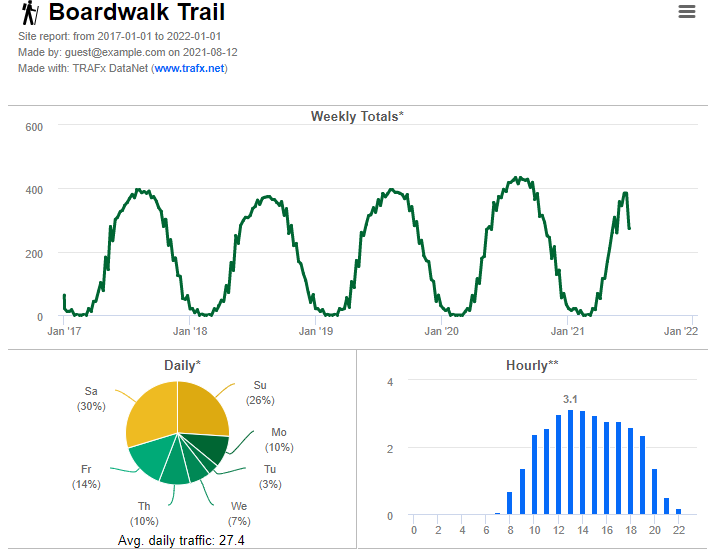 Boardwalk Trail
Site report: from 2017-01-01 to 2022-01-01
Made by: guest@example.com on 2021-08-12
Made with: TRAFx DataNet (www.trafx.net)
Weekly Totals*
600
400
200
0
Jan '17
Jan '18
Jan '19
Jan '20
Jan '21
Jan '22
Daily*
Sa
(30%)
Su
(26%)
Mo
(10%)
Fr
(14%)
Tu
(3%)
Th
(10%)
We
(7%)
Avg. daily traffic: 27.4
Hourly**
4
3.1
2
0
0 2 4 6 8 10 12 14 16 18 20 22